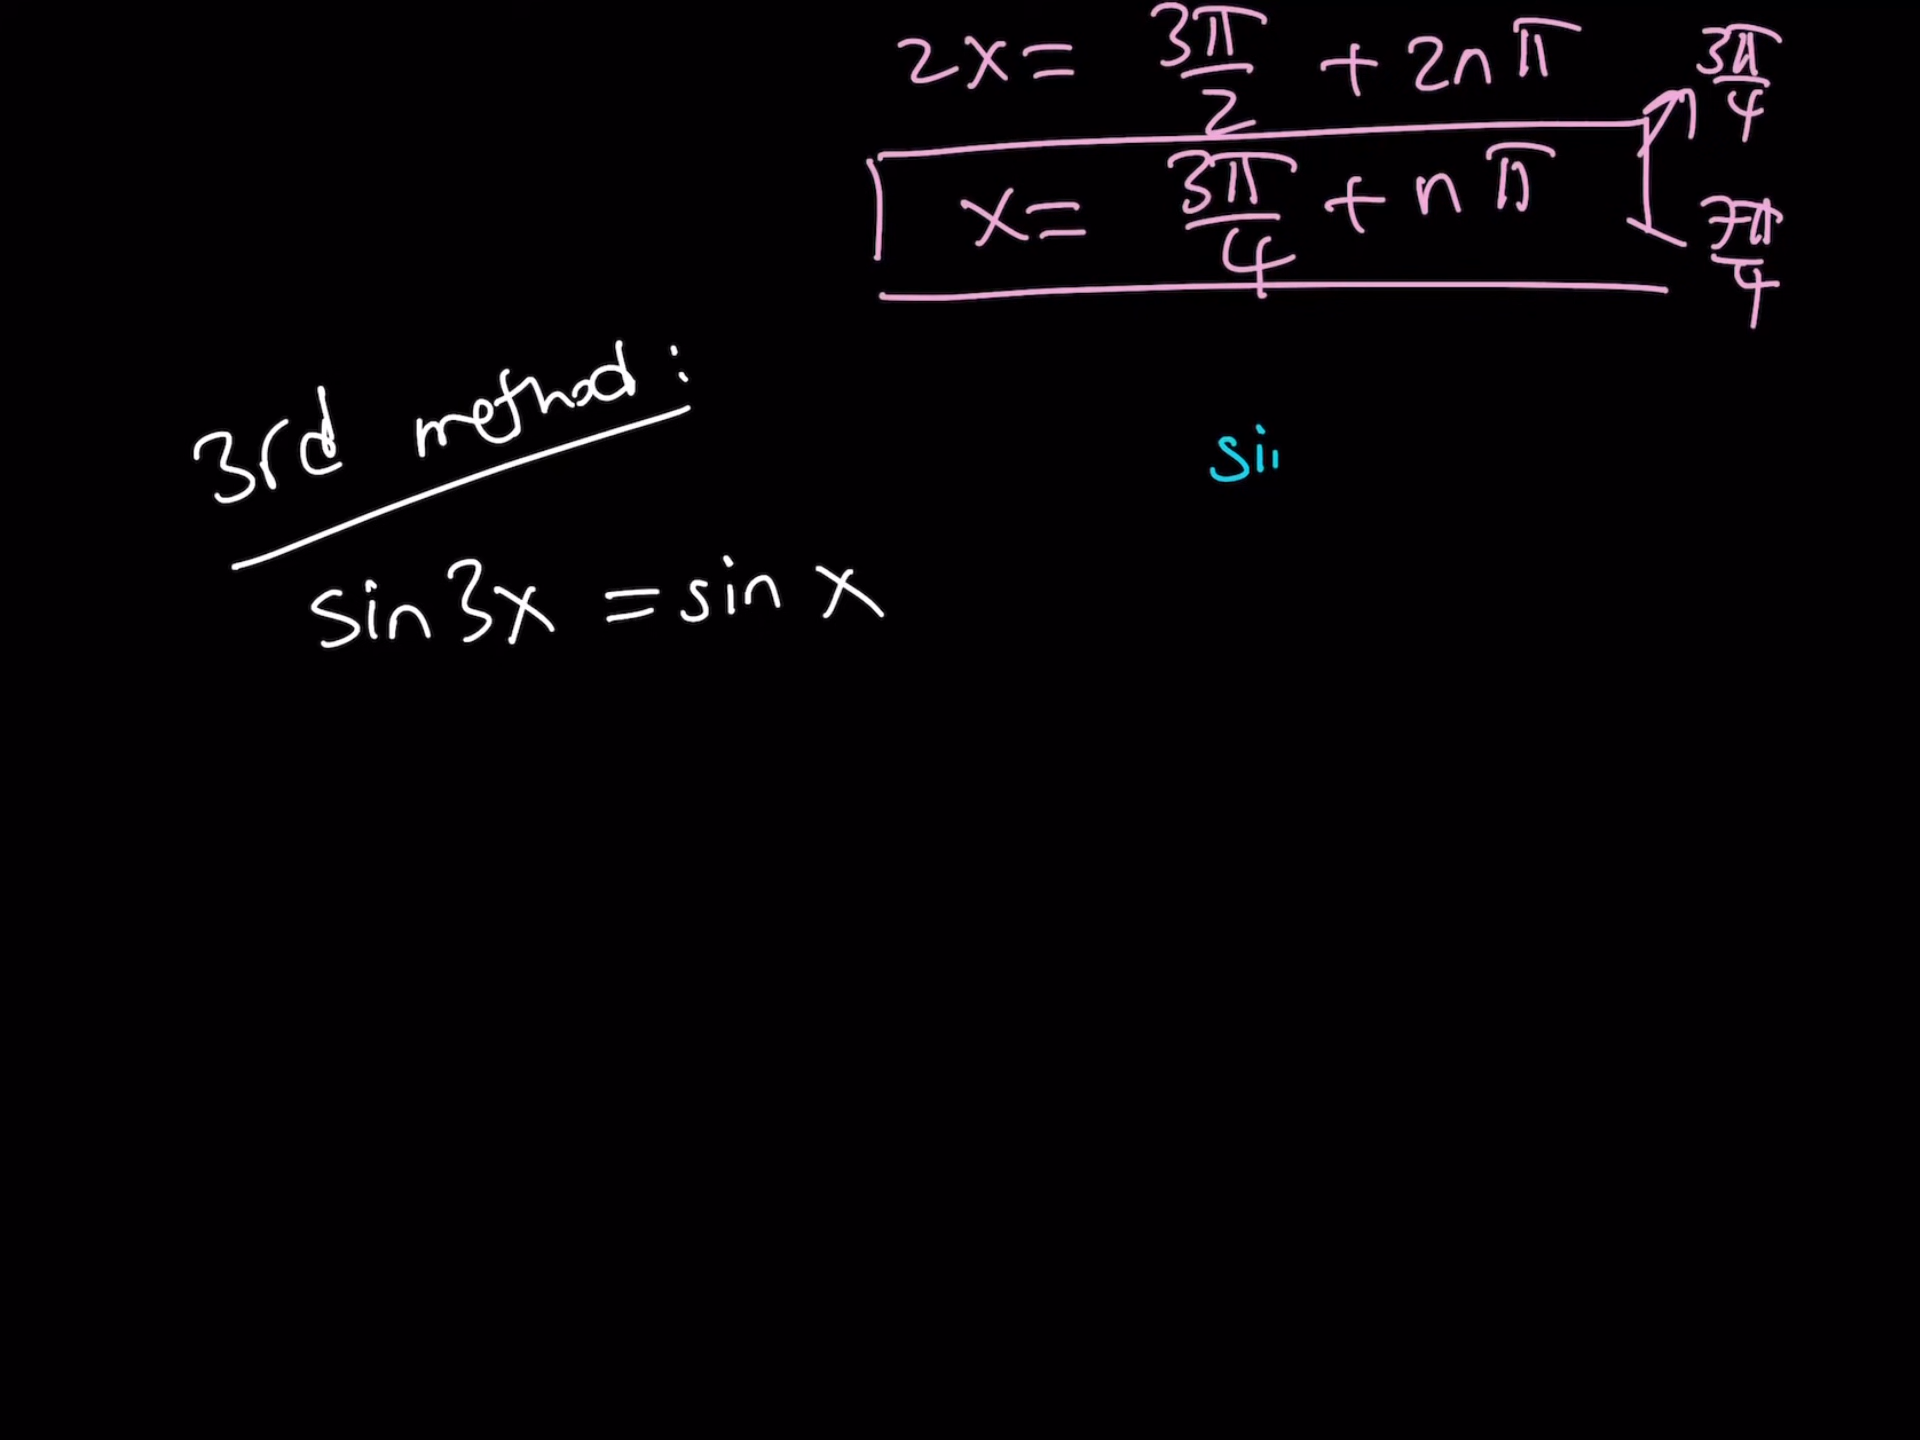 2x = 3π/2 + 2nπ
x = 3π/4 + nπ
3π/4
7π/4
3rd method:
sin 3x = sin x
si